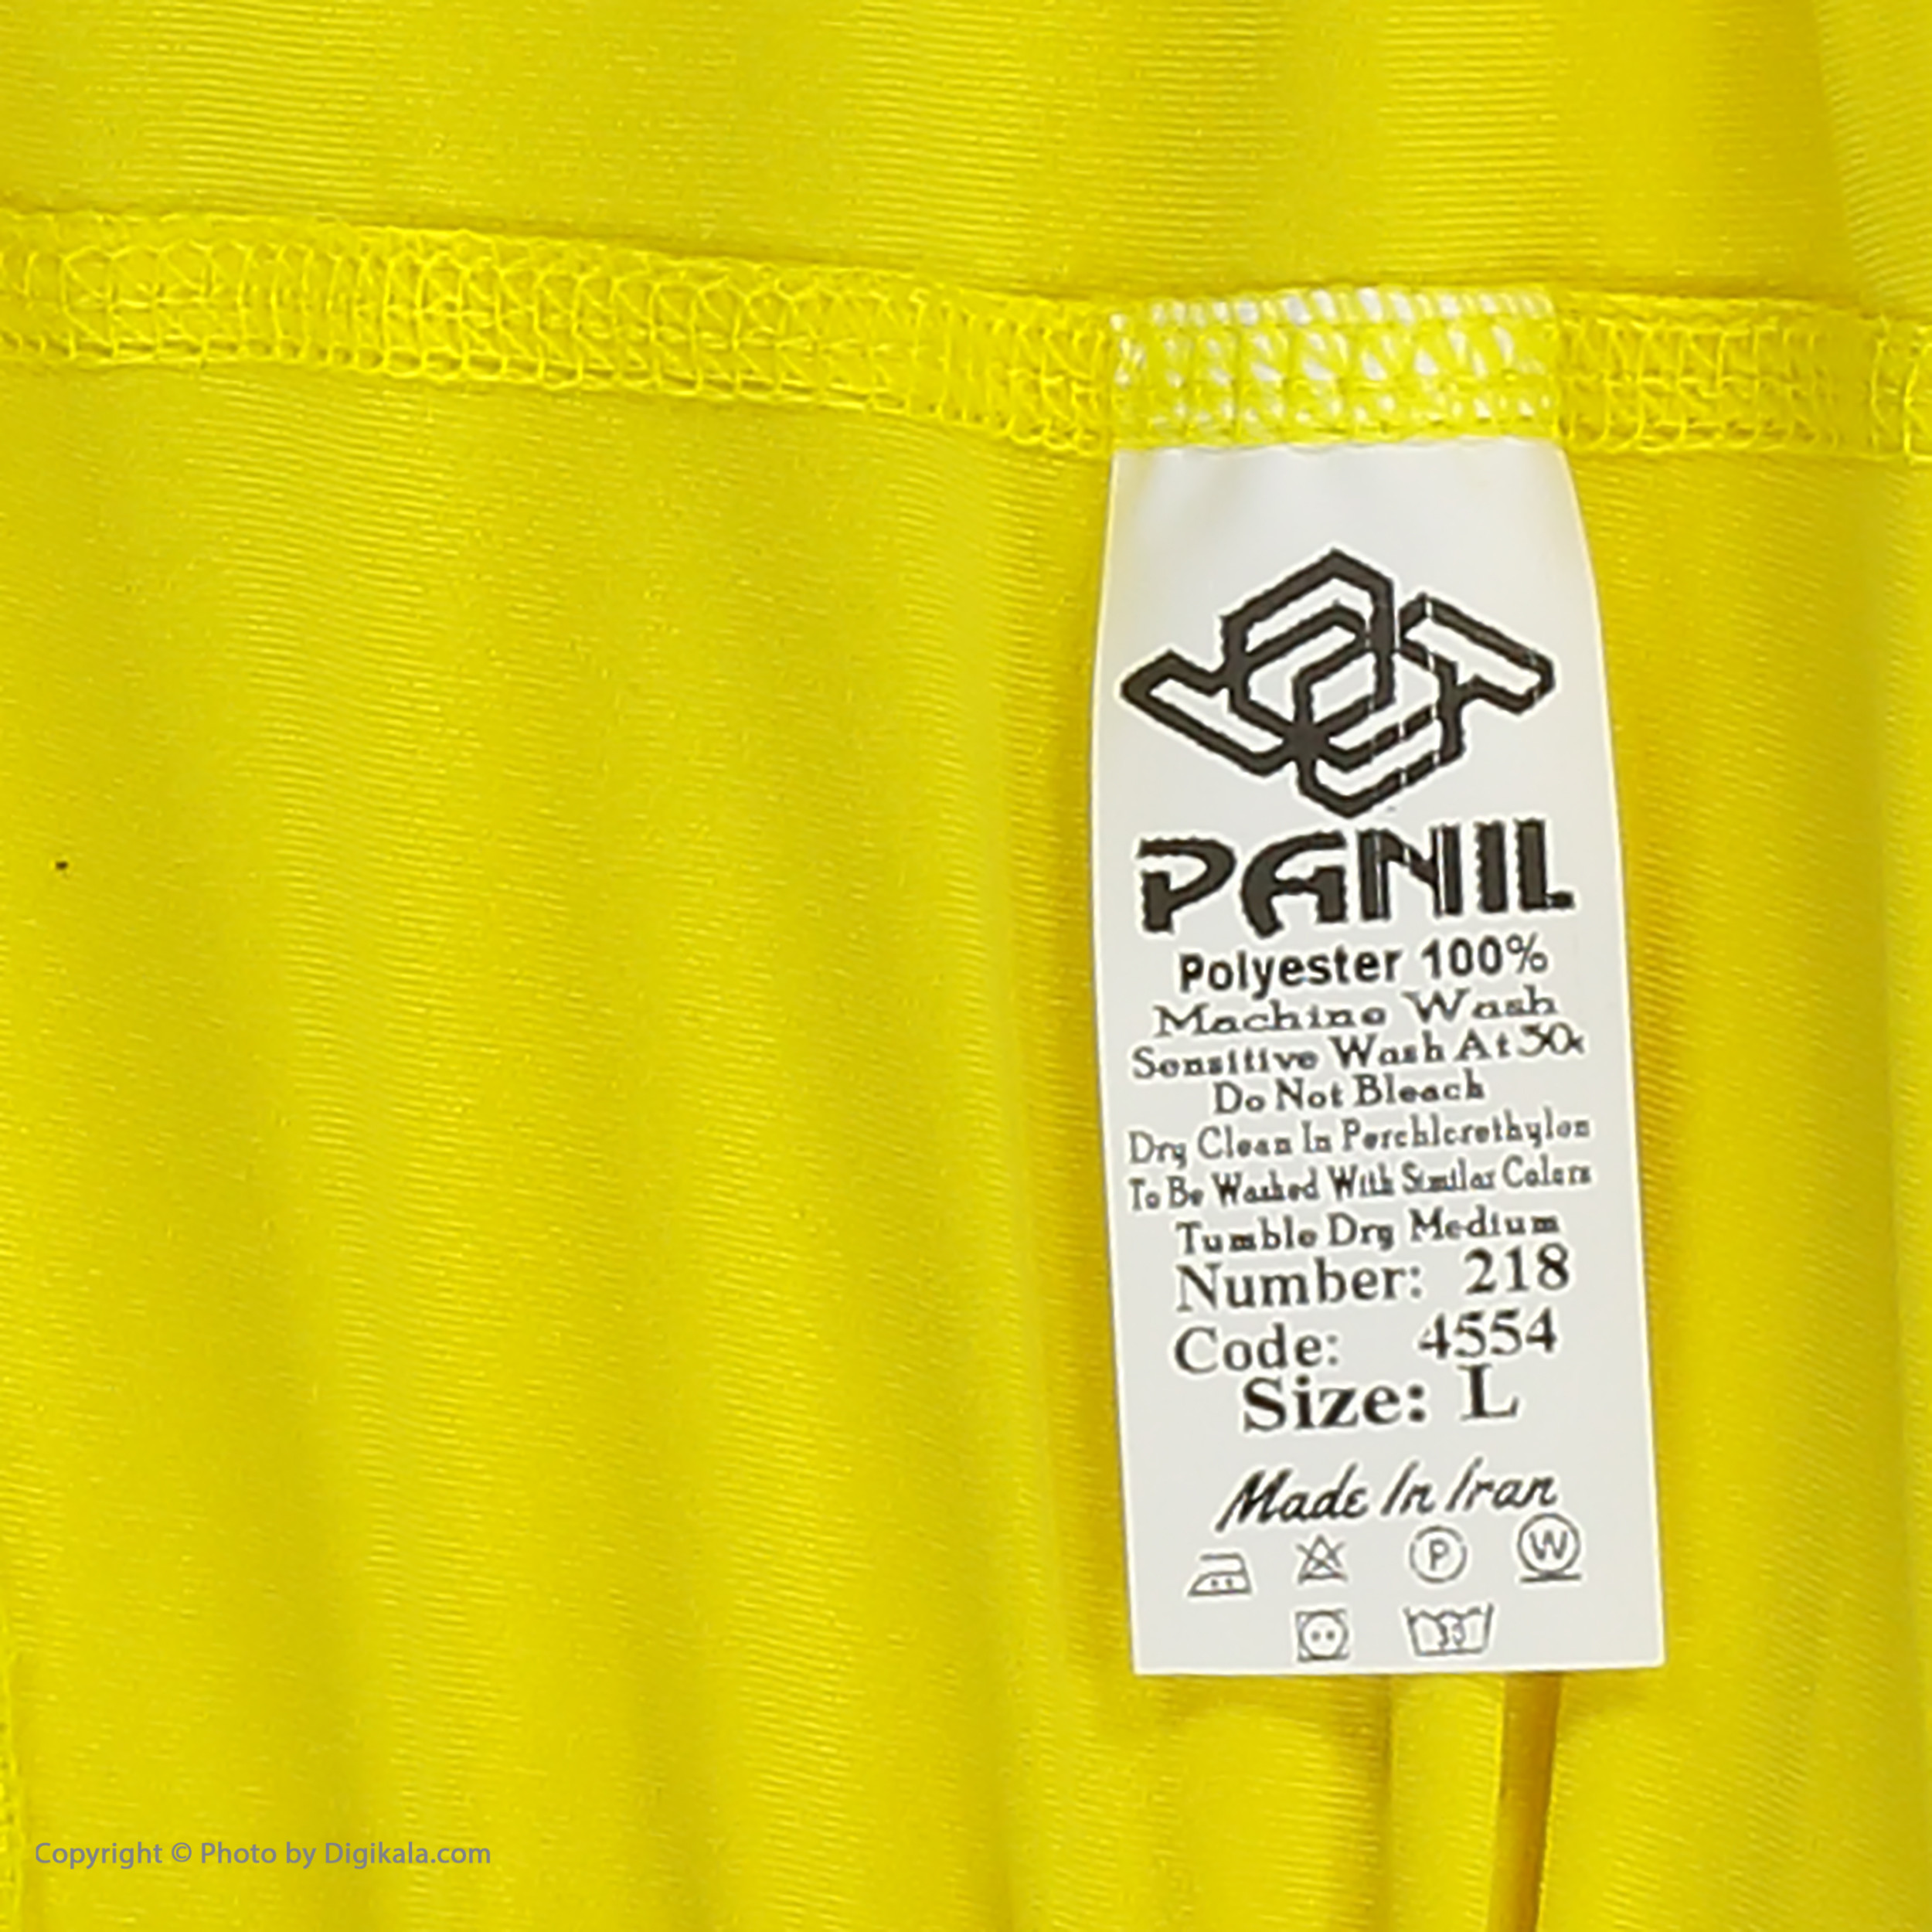 PANIL
Polyester 100%
Machine Wash
Sensitive Wash At 30c
Do Not Bleach
Dry Clean In Perchlorethylen
To Be Washed With Similar Colors
Tumble Dry Medium
Number: 218
Code: 4554
Size: L
Made In Iran
P W
Copyright © Photo by Digikala.com